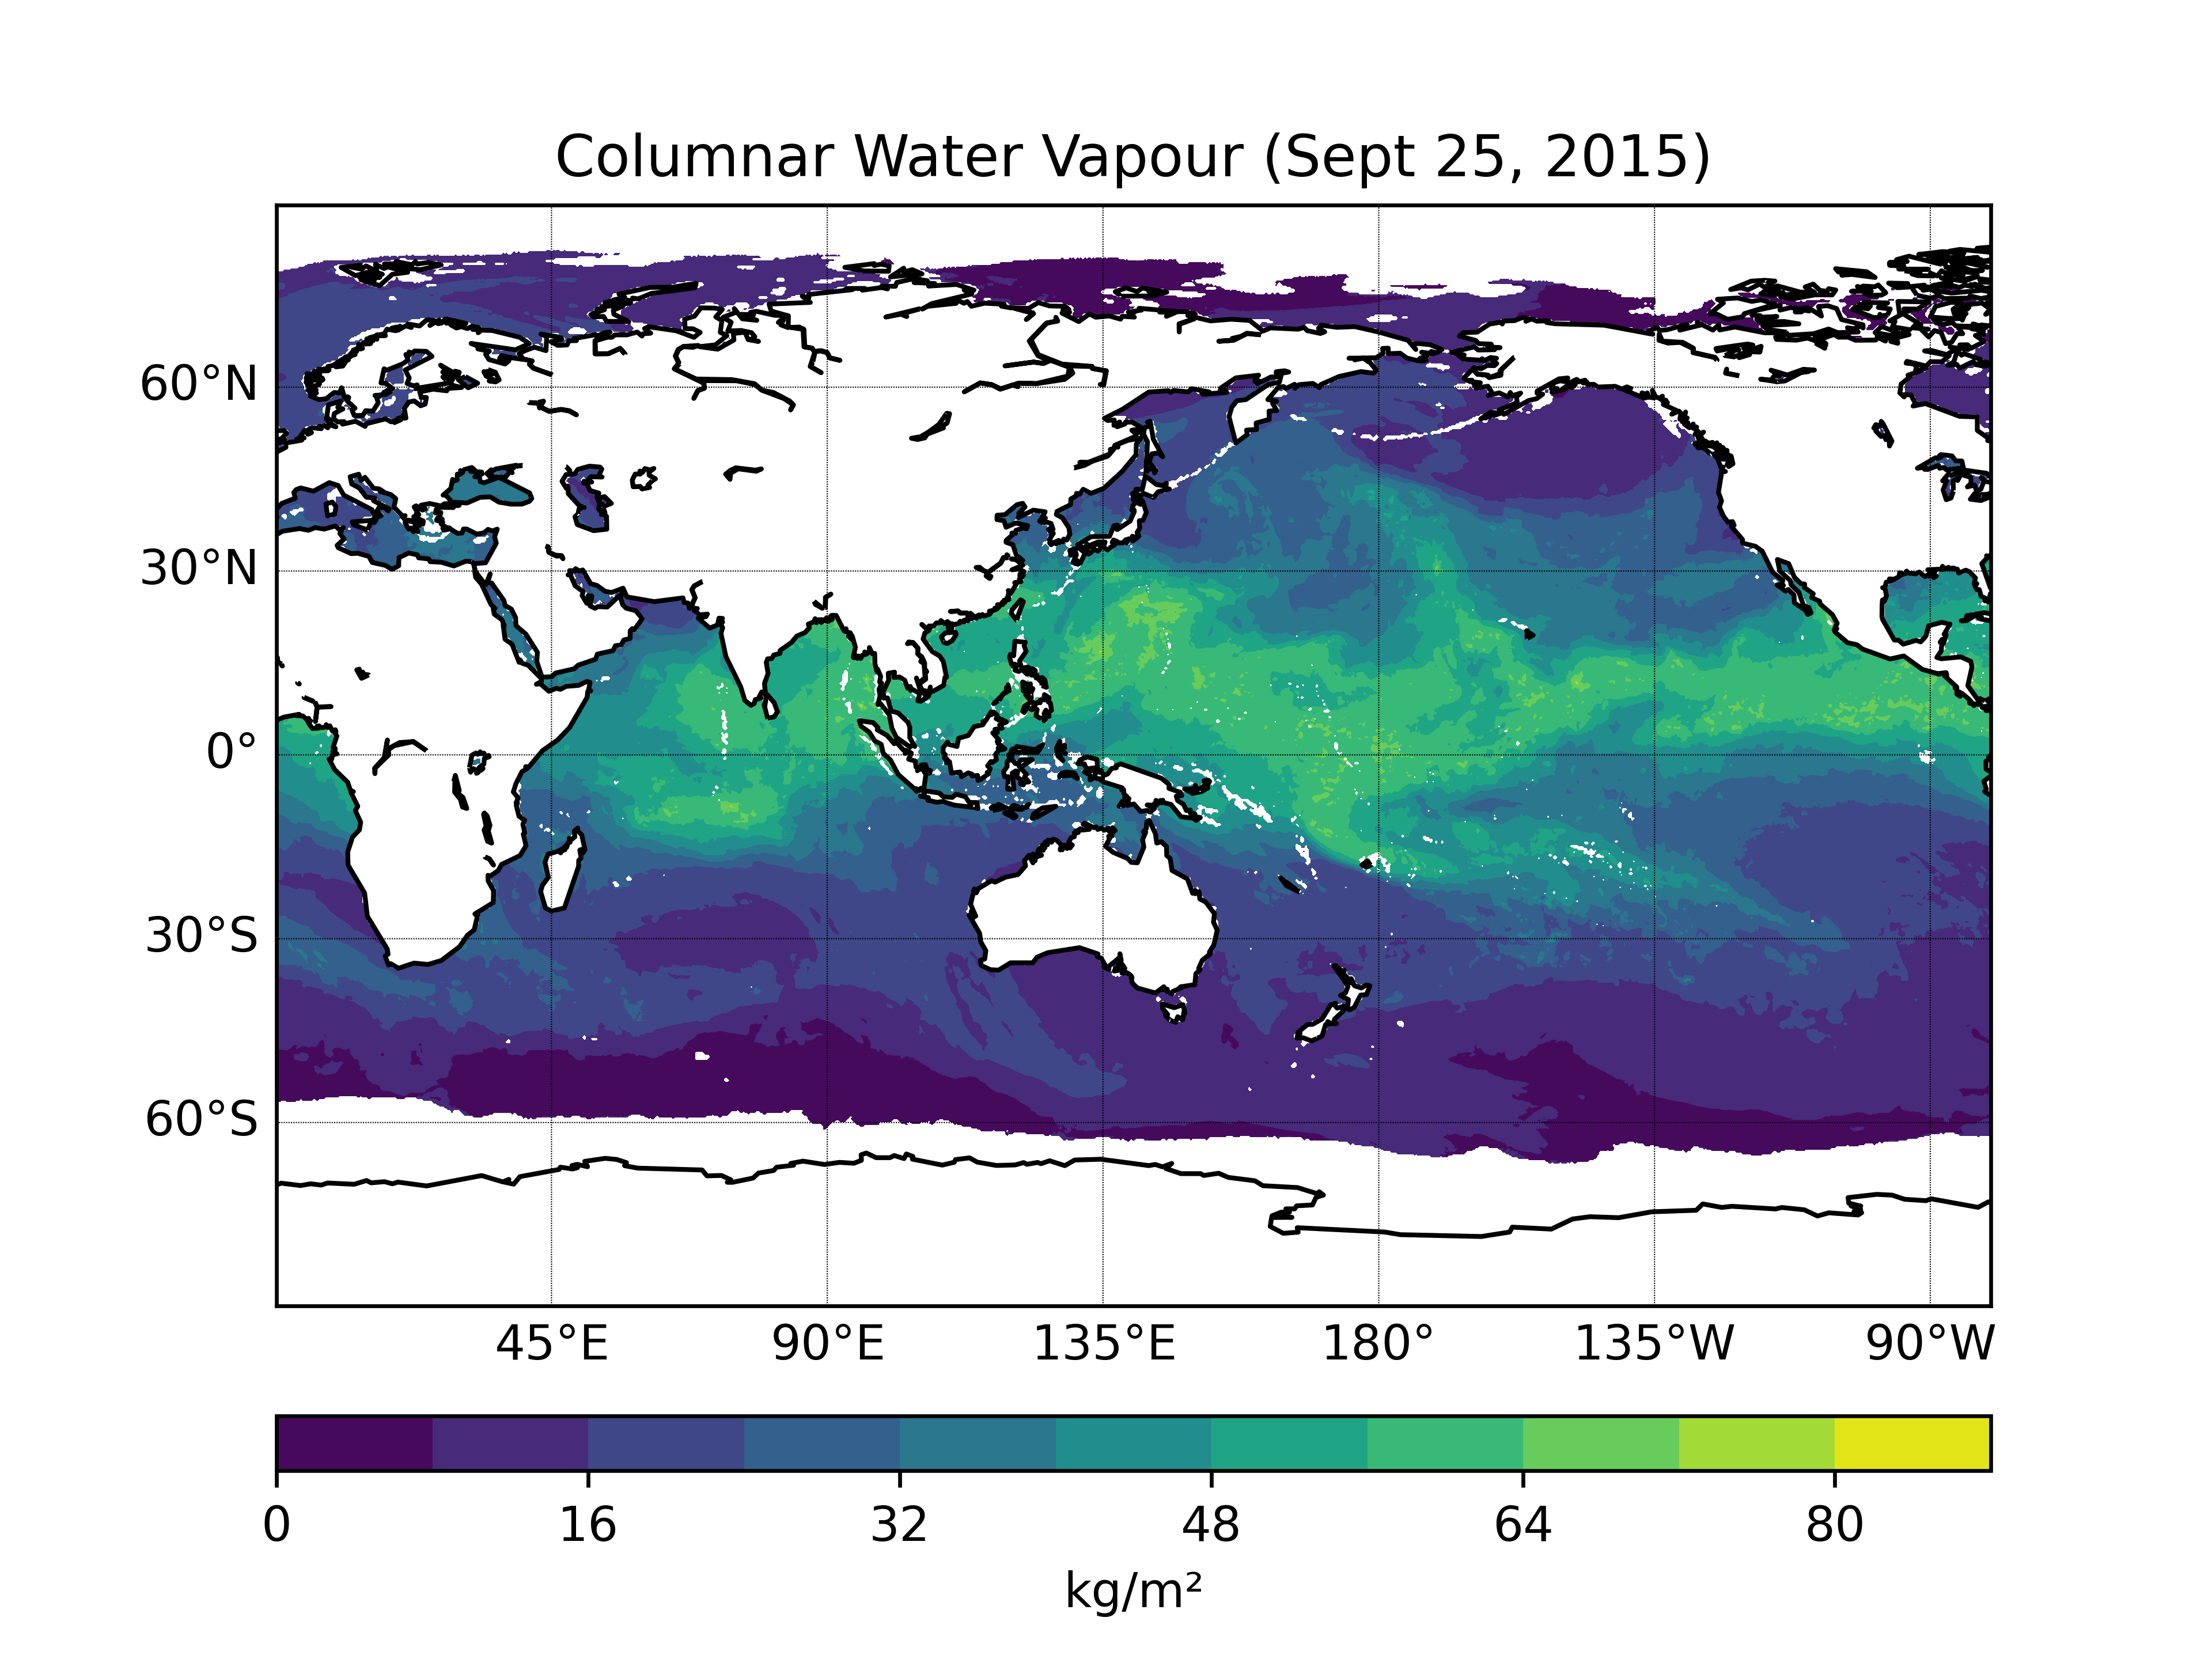 Columnar Water Vapour (Sept 25, 2015)
60°N
30°N
0°
30°S
60°S
45°E 90°E 135°E 180° 135°W 90°W
0 16 32 48 64 80
kg/m²